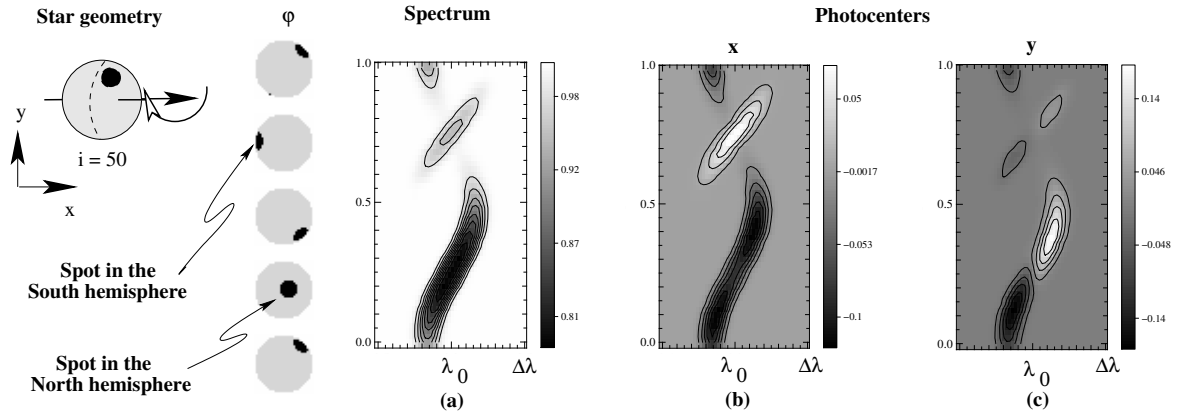 Star geometry
φ
Spectrum
Photocenters
x
y
y
x
i = 50
Spot in the
South hemisphere
Spot in the
North hemisphere
1.0
0.5
0.0
0.98
0.92
0.87
0.81
λ0
Δλ
(a)
1.0
0.5
0.0
0.05
−0.0017
−0.053
−0.1
λ0
Δλ
(b)
1.0
0.5
0.0
0.14
0.046
−0.048
−0.14
λ0
Δλ
(c)